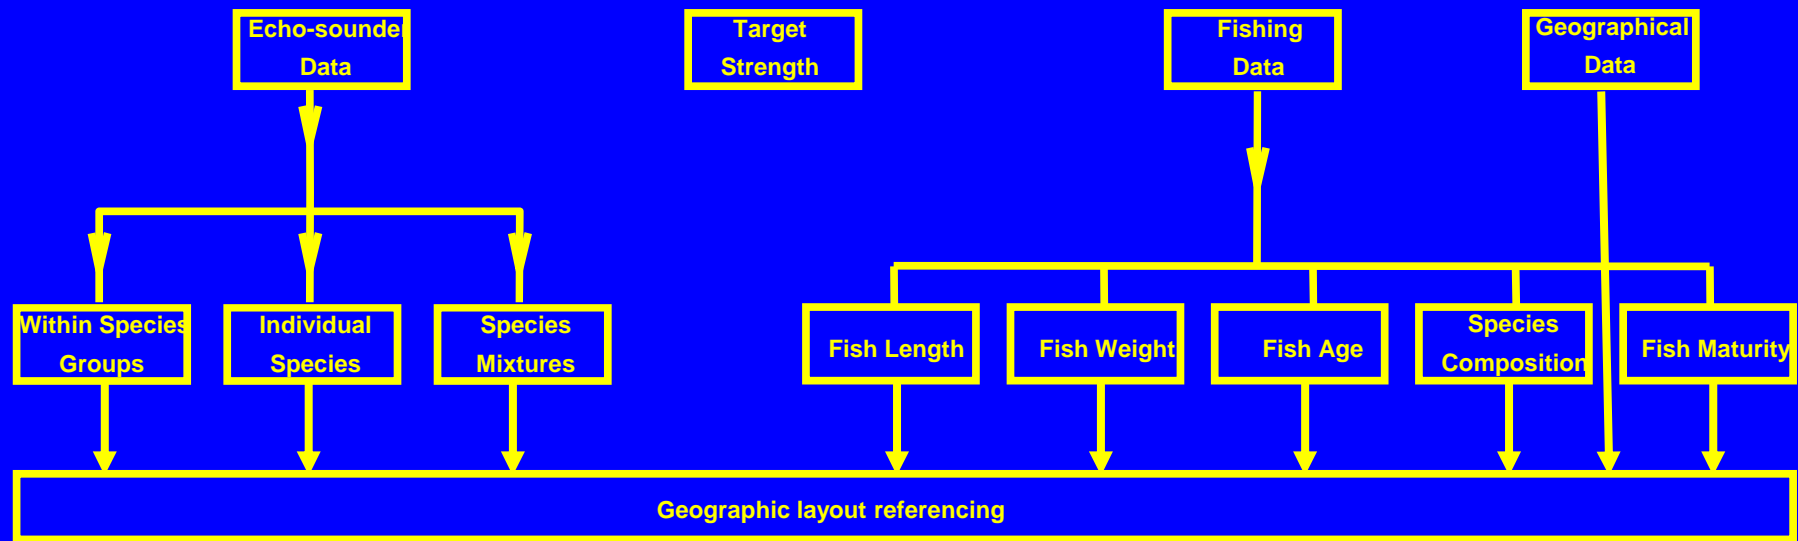 Echo-sounder
Data
Target
Strength
Fishing
Data
Geographical
Data
Within Species
Groups
Individual
Species
Species
Mixtures
Fish Length
Fish Weight
Fish Age
Species
Composition
Fish Maturity
Geographic layout referencing